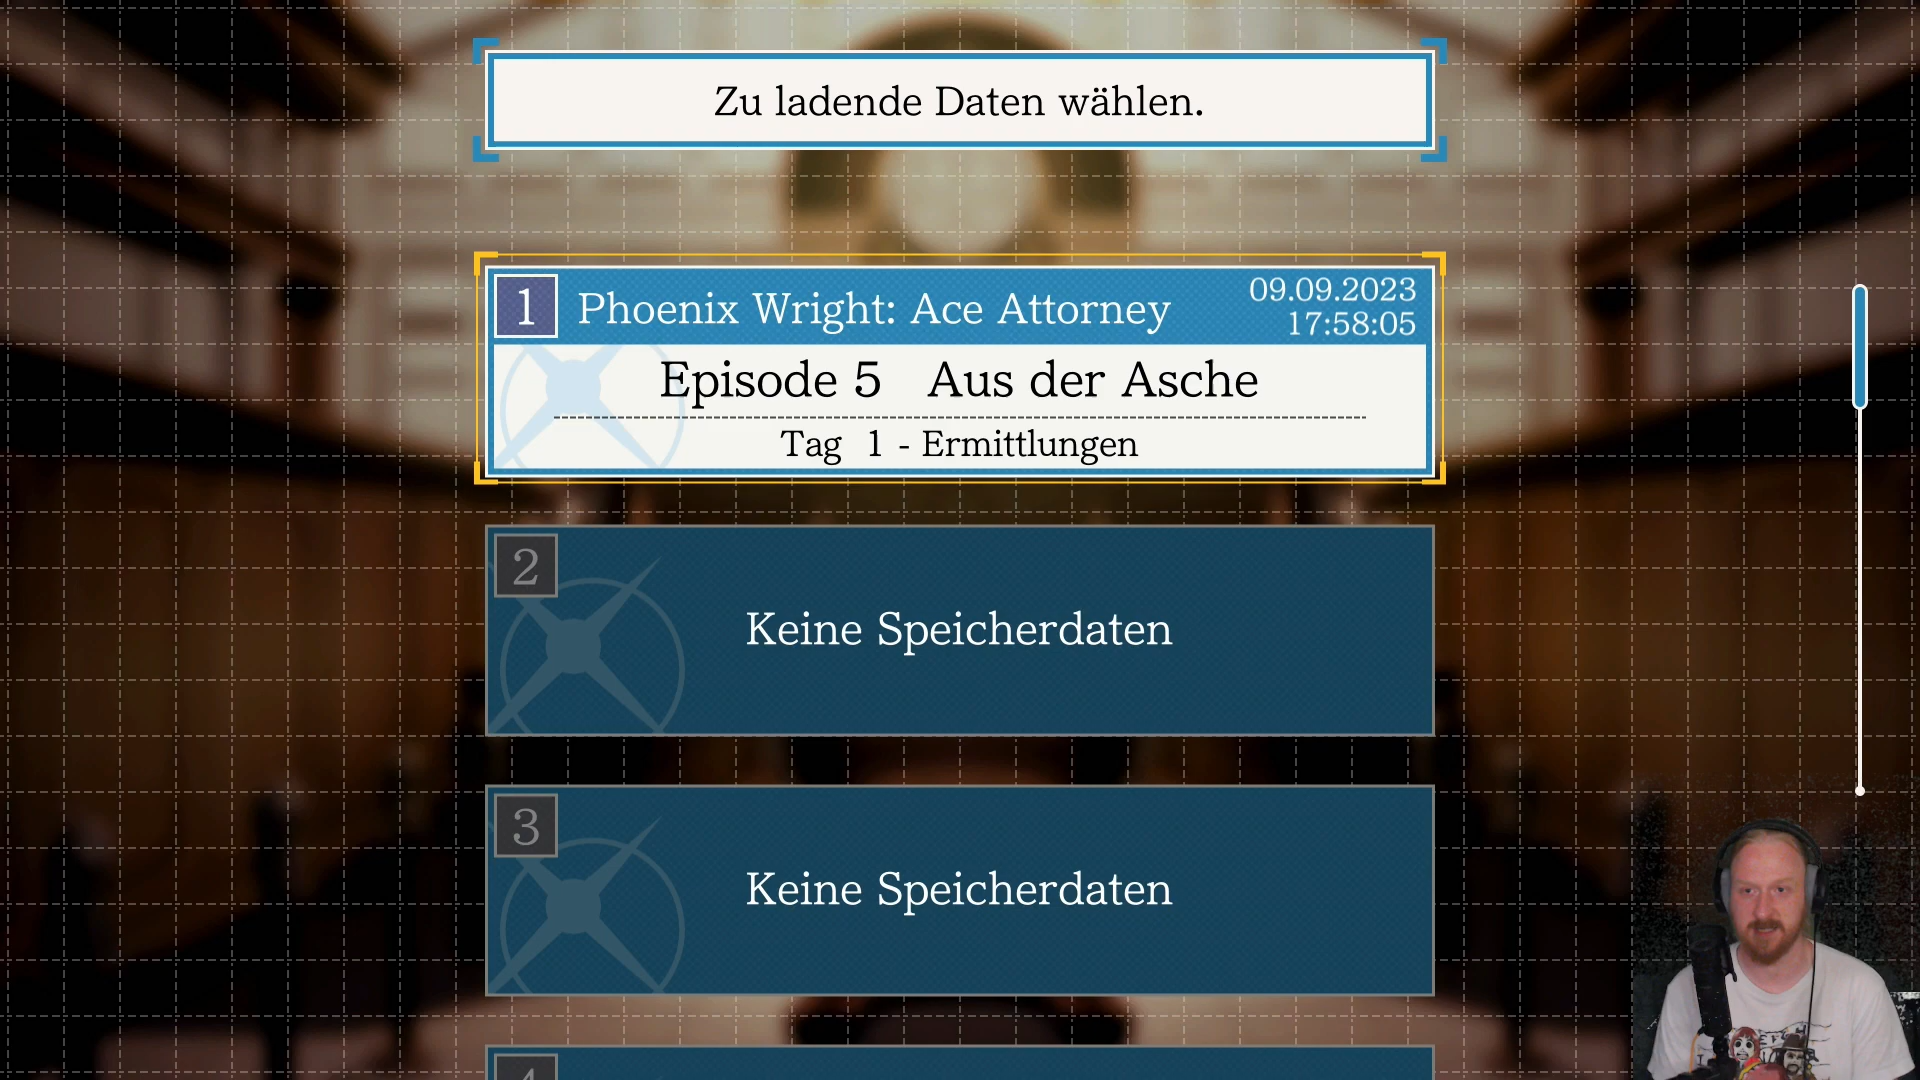 Zu ladende Daten wählen.
1 Phoenix Wright: Ace Attorney 09.09.2023
17:58:05
Episode 5 Aus der Asche
Tag 1 - Ermittlungen
2
Keine Speicherdaten
3
Keine Speicherdaten
4